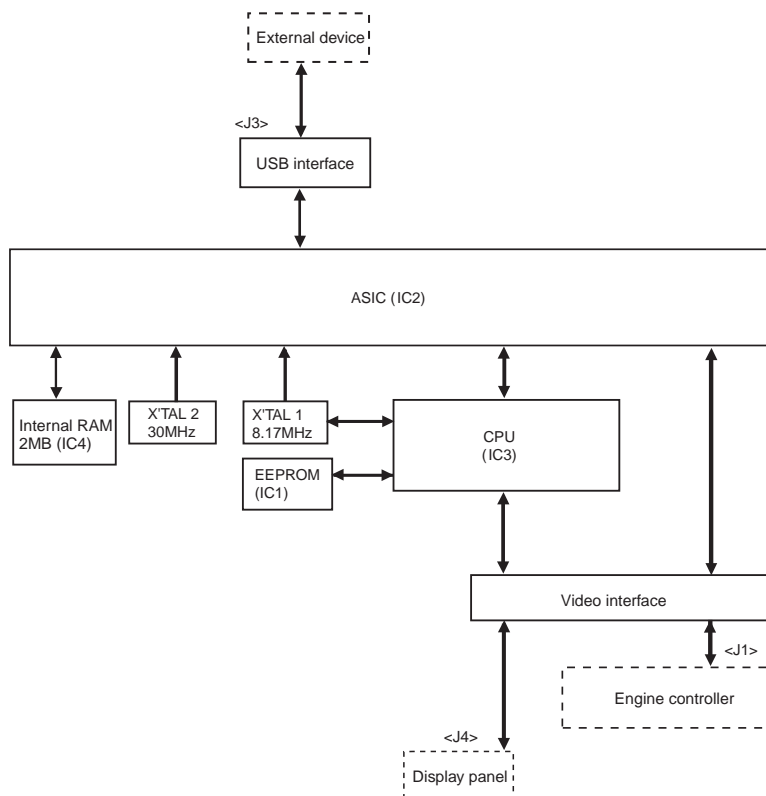 External device
<J3>
USB interface
ASIC (IC2)
Internal RAM
2MB (IC4)
X'TAL 2
30MHz
X'TAL 1
8.17MHz
CPU
(IC3)
EEPROM
(IC1)
Video interface
<J1>
Engine controller
<J4>
Display panel